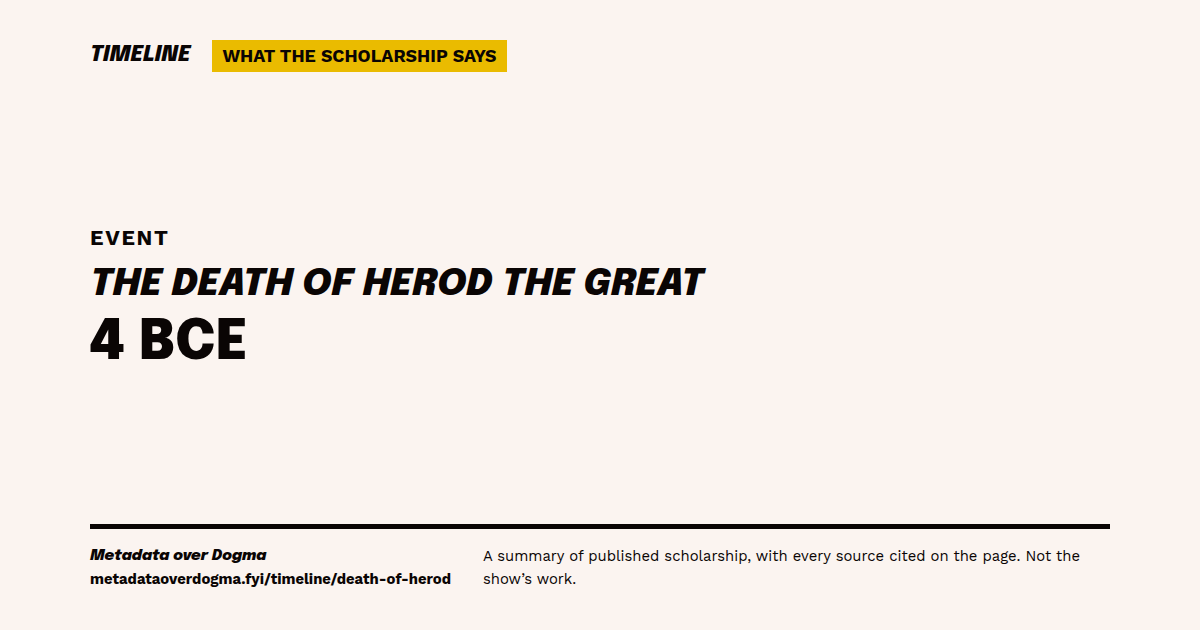 TIMELINE
WHAT THE SCHOLARSHIP SAYS
EVENT
THE DEATH OF HEROD THE GREAT
4 BCE
Metadata over Dogma
metadataoverdogma.fyi/timeline/death-of-herod
A summary of published scholarship, with every source cited on the page. Not the
show’s work.